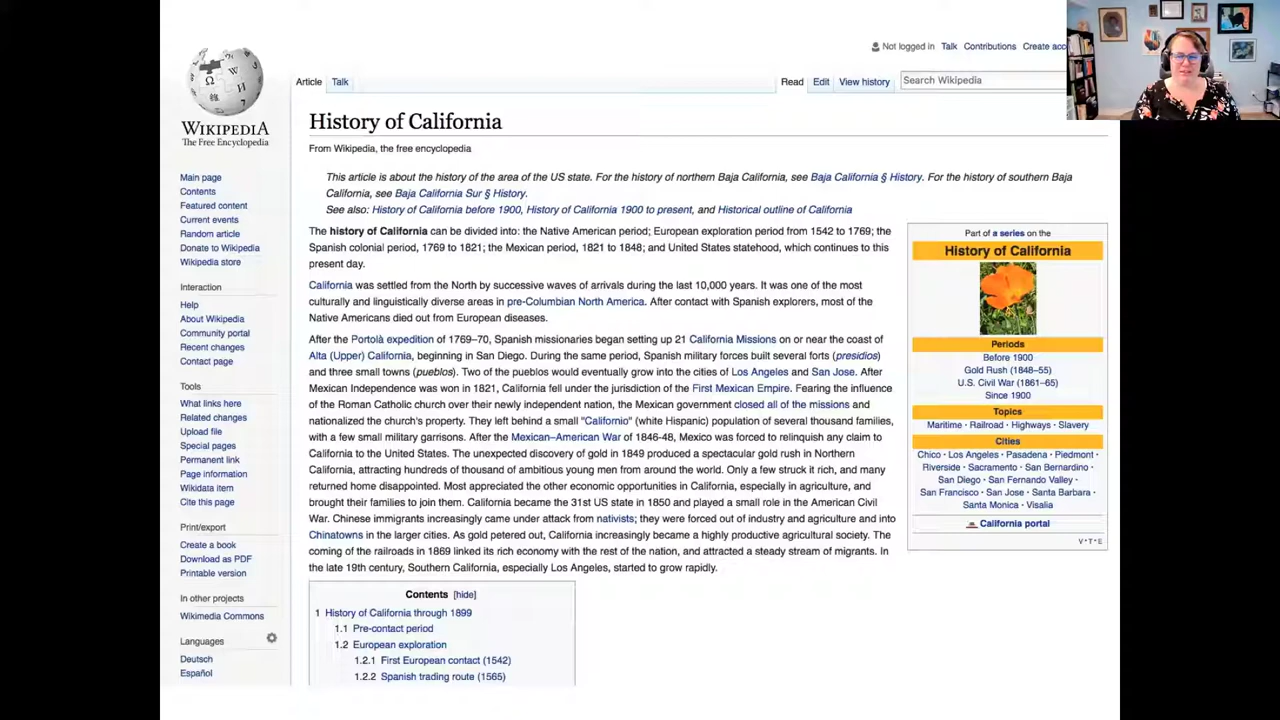 Not logged in Talk Contributions Create
Article Talk
Read Edit View history
Search Wikipedia
WIKIPEDIA
The Free Encyclopedia
Main page
Contents
Featured content
Current events
Random article
Donate to Wikipedia
Wikipedia store
Interaction
Help
About Wikipedia
Community portal
Recent changes
Contact page
Tools
What links here
Related changes
Upload file
Special pages
Permanent link
Page information
Wikidata item
Cite this page
Print/export
Create a book
Download as PDF
Printable version
In other projects
Wikimedia Commons
Languages
Deutsch
Español
History of California
From Wikipedia, the free encyclopedia
This article is about the history of the area of the US state. For the history of northern Baja California, see Baja California § History. For the history of southern Baja
California, see Baja California Sur § History.
See also: History of California before 1900, History of California 1900 to present, and Historical outline of California
The history of California can be divided into: the Native American period; European exploration period from 1542 to 1769; the
Spanish colonial period, 1769 to 1821; the Mexican period, 1821 to 1848; and United States statehood, which continues to this
present day.
California was settled from the North by successive waves of arrivals during the last 10,000 years. It was one of the most
culturally and linguistically diverse areas in pre-Columbian North America. After contact with Spanish explorers, most of the
Native Americans died out from European diseases.
After the Portolà expedition of 1769–70, Spanish missionaries began setting up 21 California Missions on or near the coast of
Alta (Upper) California, beginning in San Diego. During the same period, Spanish military forces built several forts (presidios)
and three small towns (pueblos). Two of the pueblos would eventually grow into the cities of Los Angeles and San Jose. After
Mexican Independence was won in 1821, California fell under the jurisdiction of the First Mexican Empire. Fearing the influence
of the Roman Catholic church over their newly independent nation, the Mexican government closed all of the missions and
nationalized the church's property. They left behind a small "Californio" (white Hispanic) population of several thousand families,
with a few small military garrisons. After the Mexican–American War of 1846-48, Mexico was forced to relinquish any claim to
California to the United States. The unexpected discovery of gold in 1849 produced a spectacular gold rush in Northern
California, attracting hundreds of thousand of ambitious young men from around the world. Only a few struck it rich, and many
returned home disappointed. Most appreciated the other economic opportunities in California, especially in agriculture, and
brought their families to join them. California became the 31st US state in 1850 and played a small role in the American Civil
War. Chinese immigrants increasingly came under attack from nativists; they were forced out of industry and agriculture and into
Chinatowns in the larger cities. As gold petered out, California increasingly became a highly productive agricultural society. The
coming of the railroads in 1869 linked its rich economy with the rest of the nation, and attracted a steady stream of migrants. In
the late 19th century, Southern California, especially Los Angeles, started to grow rapidly.
Contents [hide]
1 History of California through 1899
1.1 Pre-contact period
1.2 European exploration
1.2.1 First European contact (1542)
1.2.2 Spanish trading route (1565)
Part of a series on the
History of California
Periods
Before 1900
Gold Rush (1848–55)
U.S. Civil War (1861–65)
Since 1900
Topics
Maritime · Railroad · Highways · Slavery
Cities
Chico · Los Angeles · Pasadena · Piedmont ·
Riverside · Sacramento · San Bernardino ·
San Diego · San Fernando Valley ·
San Francisco · San Jose · Santa Barbara ·
Santa Monica · Visalia
California portal
V · T · E